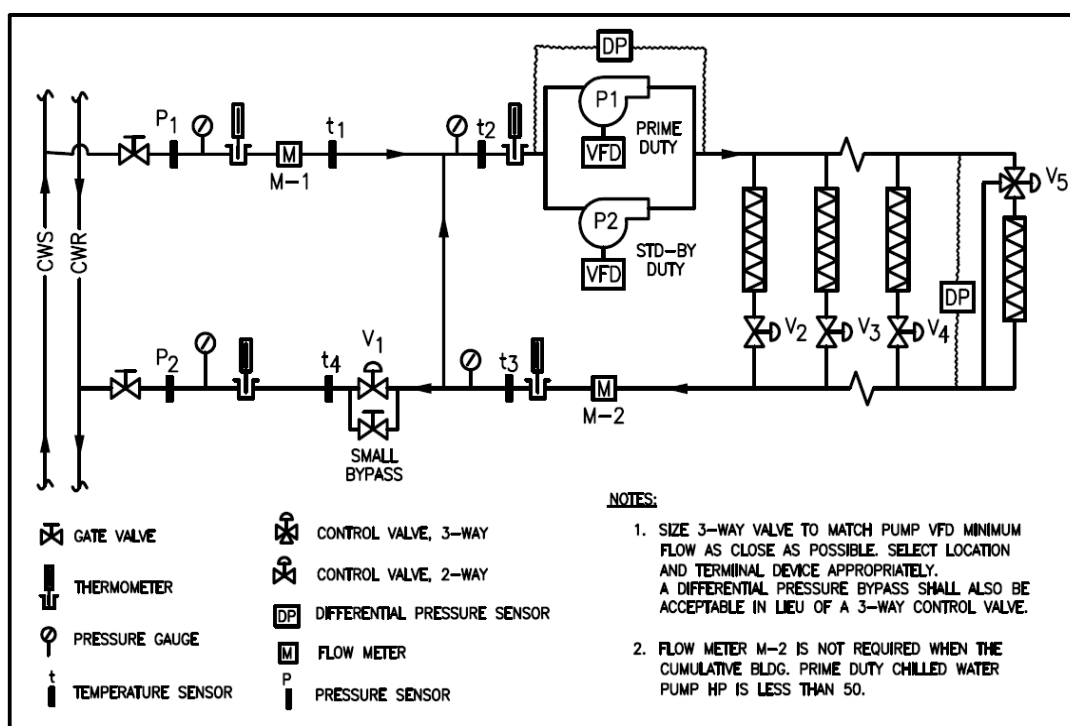 DP
P1
PRIME
DUTY
VFD
P1
t1
t2
M
M-1
P2
STD-BY
DUTY
VFD
V5
CWS
CWR
DP
V2
V3
V4
P2
t4
V1
t3
M
M-2
SMALL
BYPASS
GATE VALVE
THERMOMETER
PRESSURE GAUGE
t
TEMPERATURE SENSOR
CONTROL VALVE, 3-WAY
CONTROL VALVE, 2-WAY
DP DIFFERENTIAL PRESSURE SENSOR
M FLOW METER
P
PRESSURE SENSOR
NOTES:
1. SIZE 3-WAY VALVE TO MATCH PUMP VFD MINIMUM
FLOW AS CLOSE AS POSSIBLE. SELECT LOCATION
AND TERMIINAL DEVICE APPROPRIATELY.
A DIFFERENTIAL PRESSURE BYPASS SHALL ALSO BE
ACCEPTABLE IN LIEU OF A 3-WAY CONTROL VALVE.
2. FLOW METER M-2 IS NOT REQUIRED WHEN THE
CUMULATIVE BLDG. PRIME DUTY CHILLED WATER
PUMP HP IS LESS THAN 50.